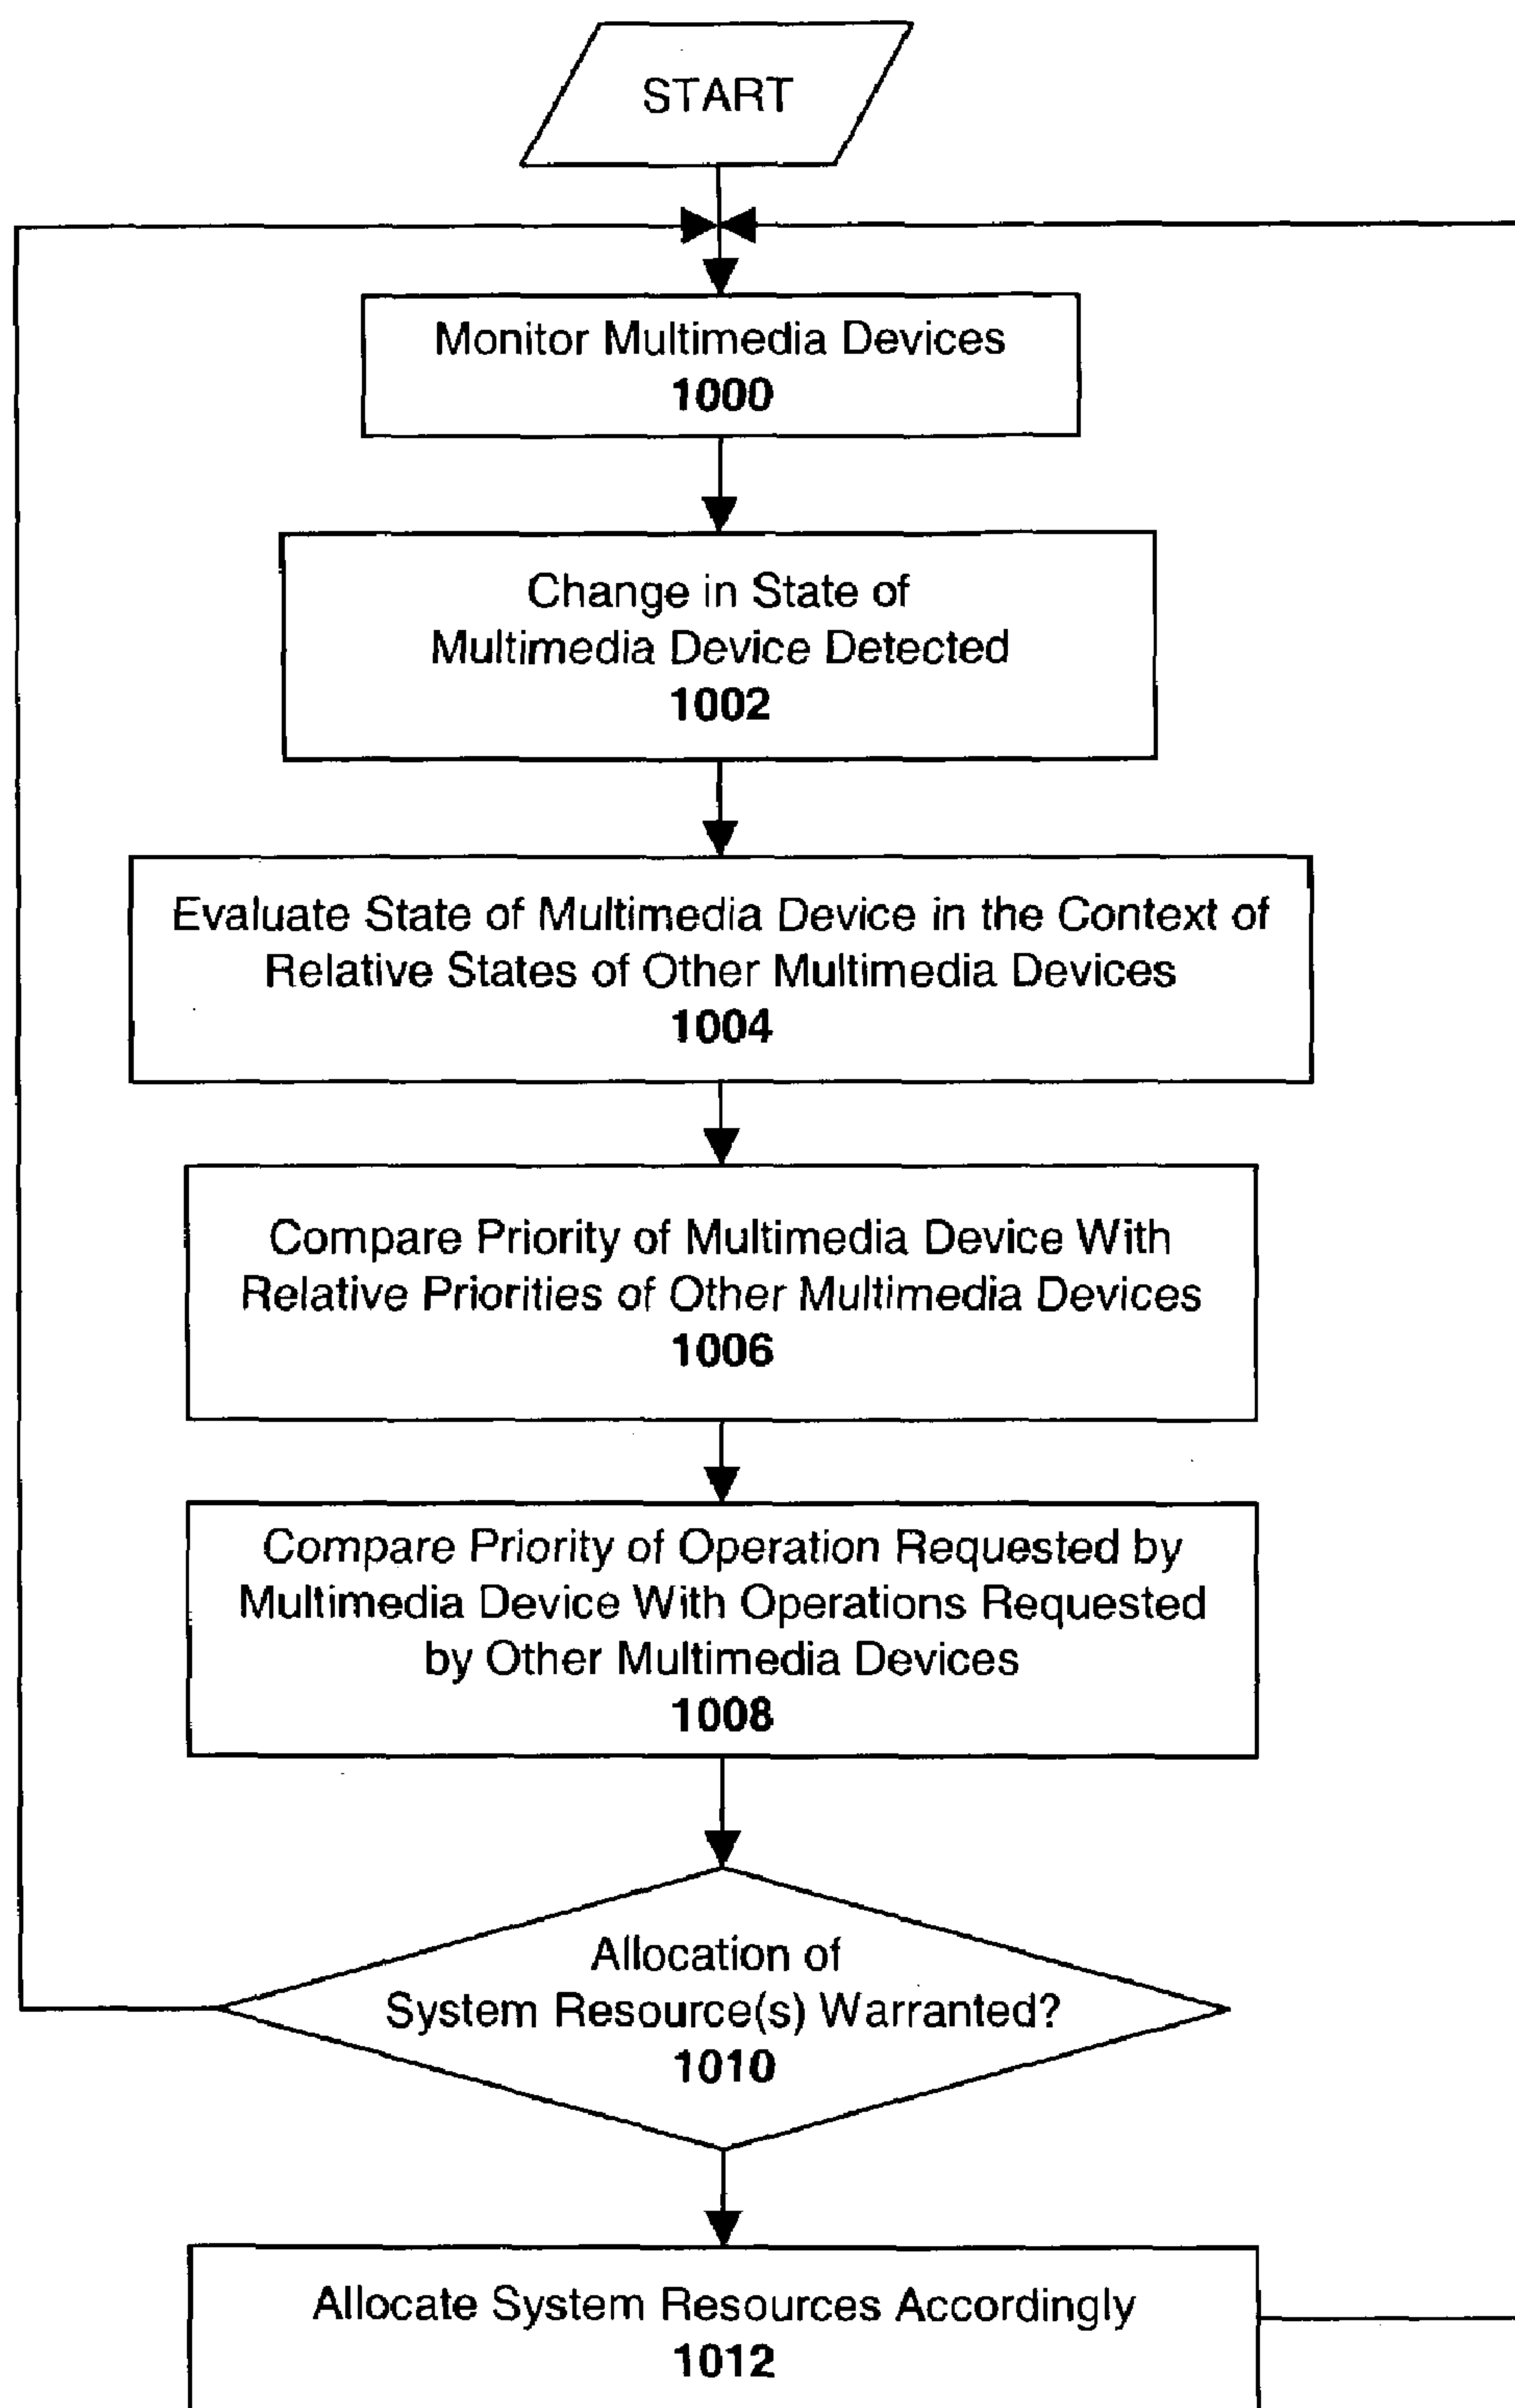 START
Monitor Multimedia Devices
1000
Change in State of
Multimedia Device Detected
1002
Evaluate State of Multimedia Device in the Context of
Relative States of Other Multimedia Devices
1004
Compare Priority of Multimedia Device With
Relative Priorities of Other Multimedia Devices
1006
Compare Priority of Operation Requested by
Multimedia Device With Operations Requested
by Other Multimedia Devices
1008
Allocation of
System Resource(s) Warranted?
1010
Allocate System Resources Accordingly
1012